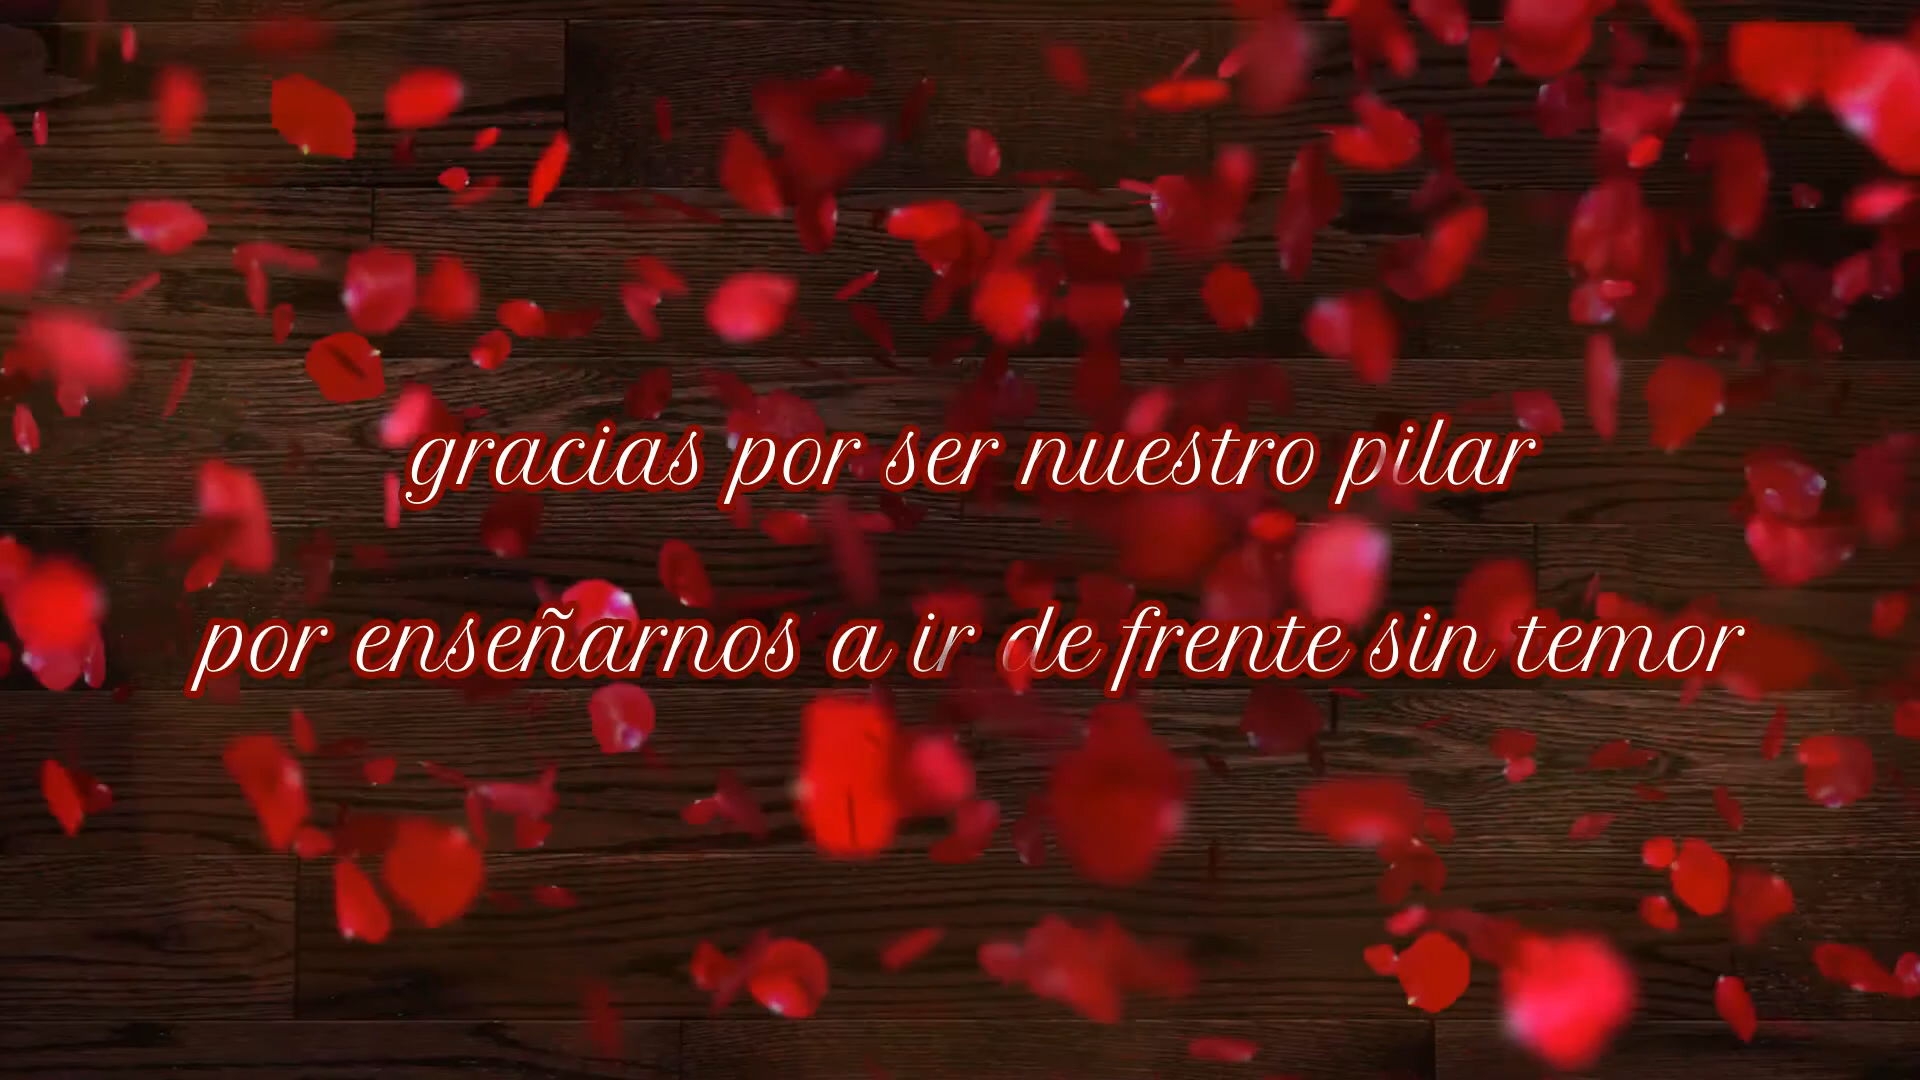 gracias por ser nuestro pilar
por enseñarnos a ir de frente sin temor